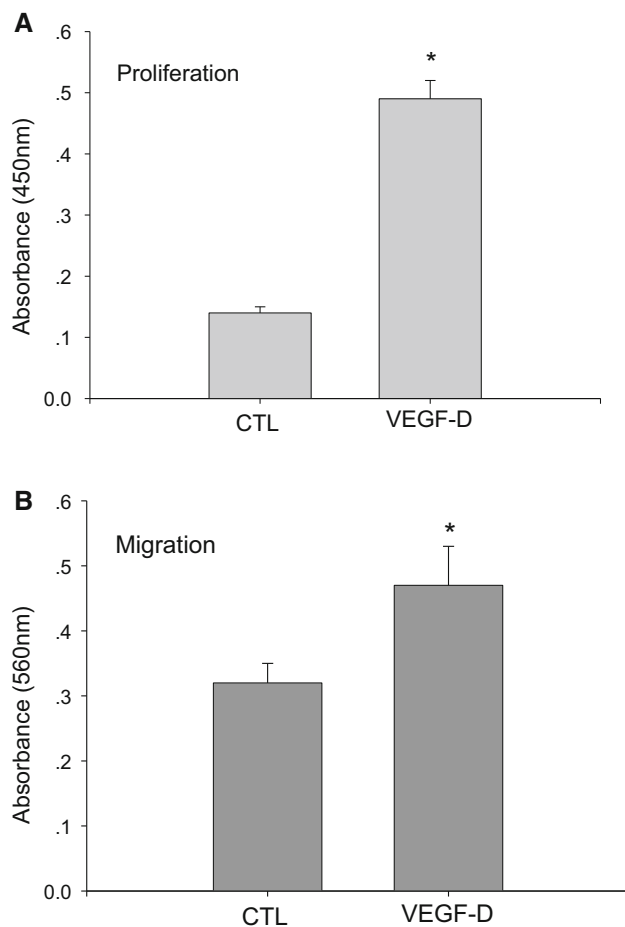 A
.6
Proliferation
*
.5
.4
.3
.2
.1
0.0
Absorbance (450nm)
CTL
VEGF-D
B
.6
Migration
*
.5
.4
.3
.2
.1
0.0
Absorbance (560nm)
CTL
VEGF-D